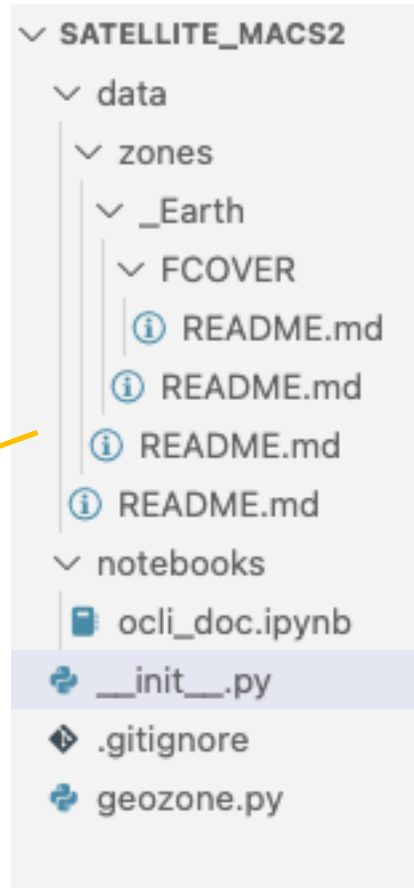 SATELLITE_MACS2
data
zones
_Earth
FCOVER
README.md
README.md
README.md
README.md
notebooks
ocli_doc.ipynb
__init__.py
.gitignore
geozone.py